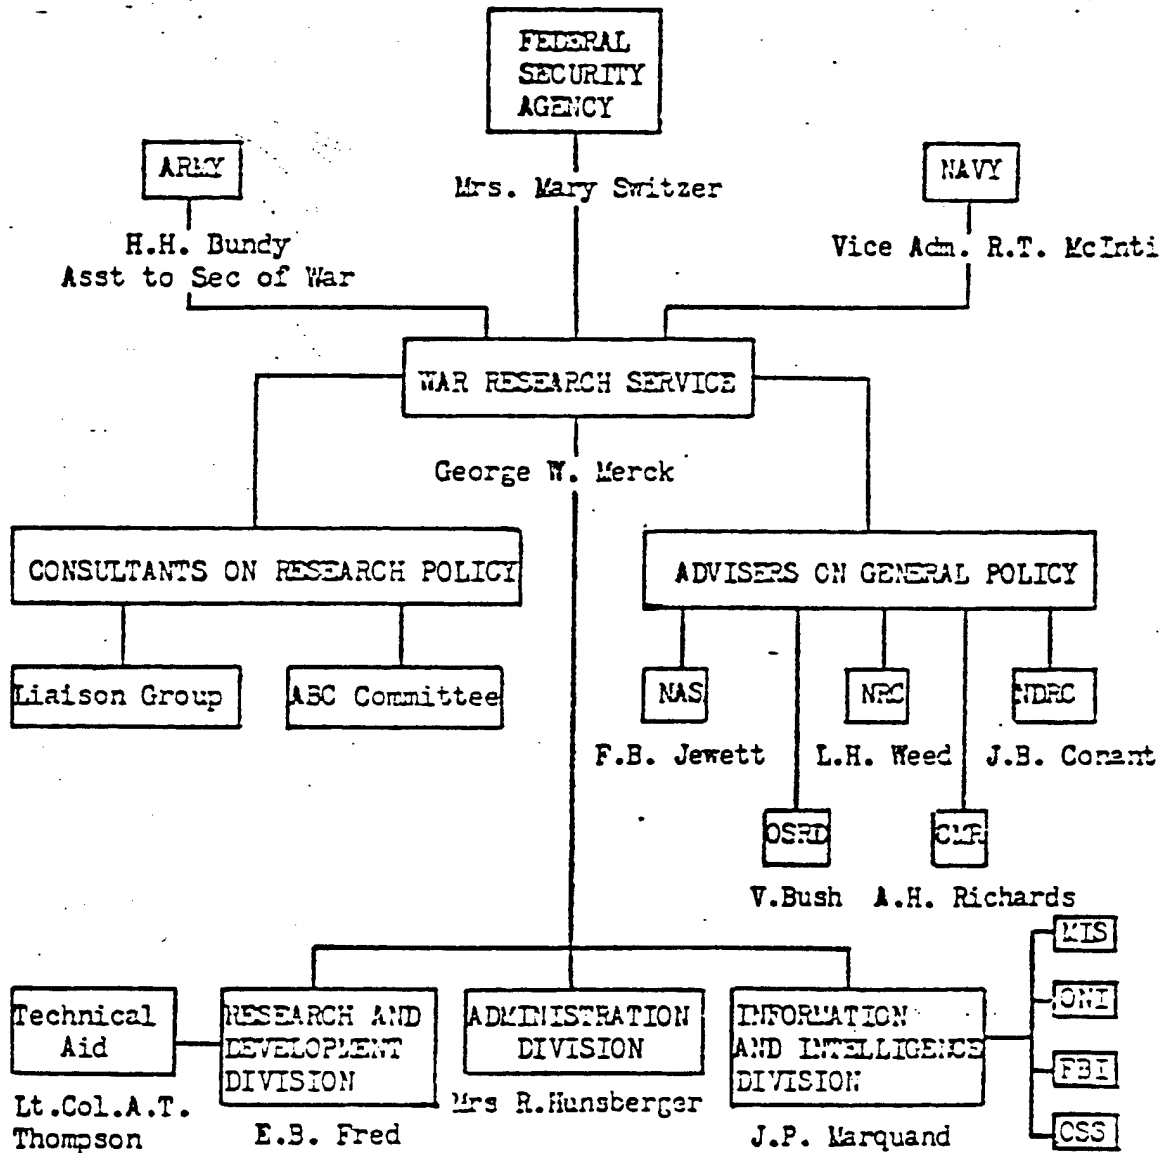 FEDERAL
SECURITY
AGENCY
ARMY
Mrs. Mary Switzer
NAVY
H.H. Bundy
Asst to Sec of War
Vice Adm. R.T. McInti
WAR RESEARCH SERVICE
George W. Merck
CONSULTANTS ON RESEARCH POLICY
ADVISERS ON GENERAL POLICY
Liaison Group
ABC Committee
NAS
NRC
NDRC
F.B. Jewett
L.H. Weed
J.B. Conant
OSRD
CMR
V.Bush
A.H. Richards
MIS
ONI
FBI
CSS
Technical
Aid
RESEARCH AND
DEVELOPMENT
DIVISION
ADMINISTRATION
DIVISION
INFORMATION
AND INTELLIGENCE
DIVISION
Lt.Col.A.T.
Thompson
E.B. Fred
Mrs R.Hunsberger
J.P. Marquand